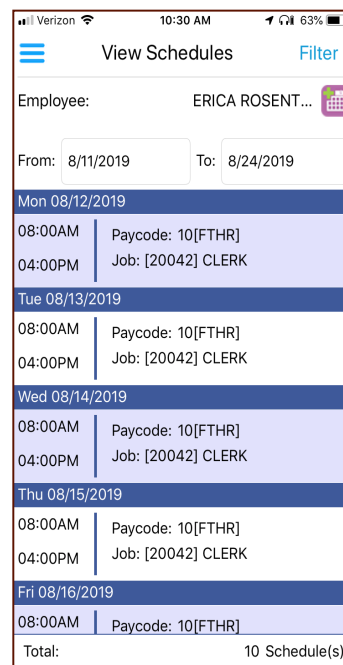 Verizon 10:30 AM 63%
View Schedules Filter
Employee: ERICA ROSENT...
From: 8/11/2019 To: 8/24/2019
Mon 08/12/2019
08:00AM Paycode: 10[FTHR]
04:00PM Job: [20042] CLERK
Tue 08/13/2019
08:00AM Paycode: 10[FTHR]
04:00PM Job: [20042] CLERK
Wed 08/14/2019
08:00AM Paycode: 10[FTHR]
04:00PM Job: [20042] CLERK
Thu 08/15/2019
08:00AM Paycode: 10[FTHR]
04:00PM Job: [20042] CLERK
Fri 08/16/2019
08:00AM Paycode: 10[FTHR]
Total: 10 Schedule(s)